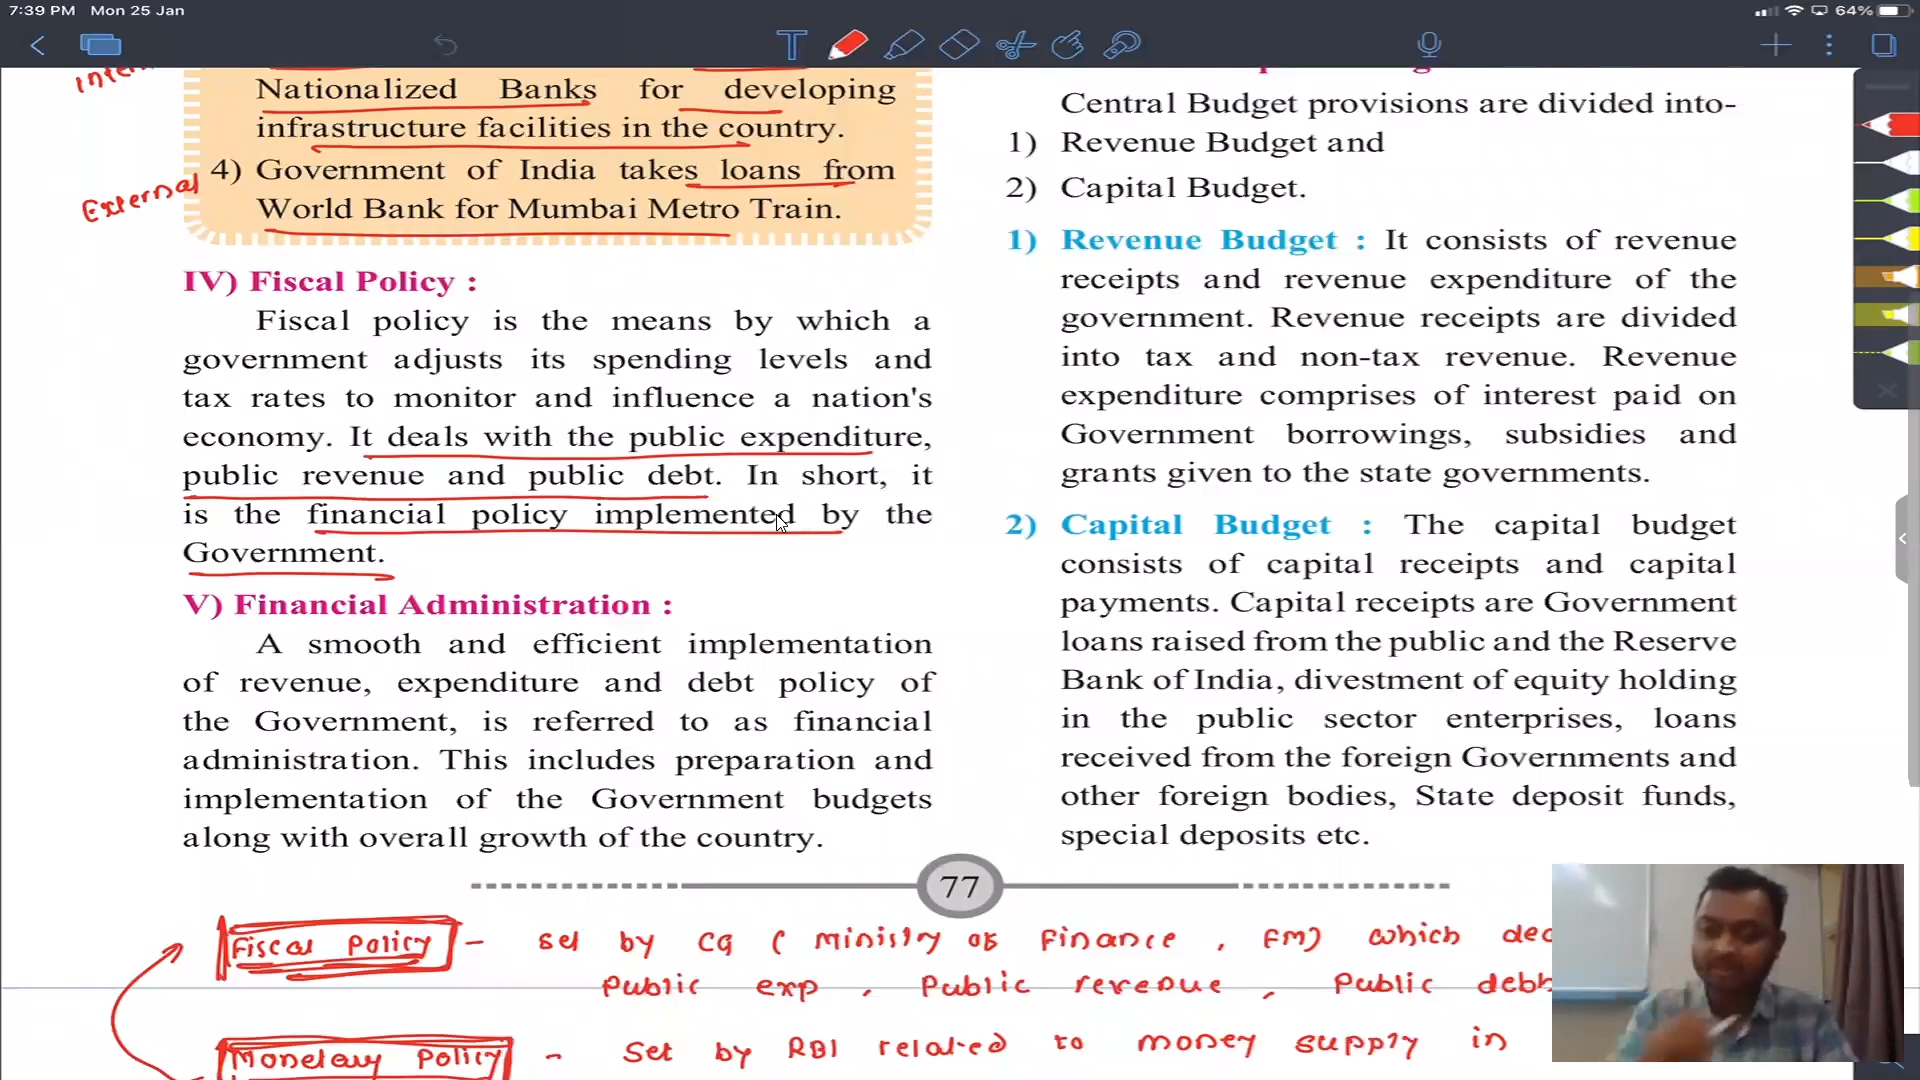 7:39 PM Mon 25 Jan
64%
Nationalized Banks for developing
infrastructure facilities in the country.
4) Government of India takes loans from
World Bank for Mumbai Metro Train.
External
IV) Fiscal Policy :
Fiscal policy is the means by which a
government adjusts its spending levels and
tax rates to monitor and influence a nation's
economy. It deals with the public expenditure,
public revenue and public debt. In short, it
is the financial policy implemented by the
Government.
V) Financial Administration :
A smooth and efficient implementation
of revenue, expenditure and debt policy of
the Government, is referred to as financial
administration. This includes preparation and
implementation of the Government budgets
along with overall growth of the country.
Central Budget provisions are divided into-
1) Revenue Budget and
2) Capital Budget.
1) Revenue Budget : It consists of revenue
receipts and revenue expenditure of the
government. Revenue receipts are divided
into tax and non-tax revenue. Revenue
expenditure comprises of interest paid on
Government borrowings, subsidies and
grants given to the state governments.
2) Capital Budget : The capital budget
consists of capital receipts and capital
payments. Capital receipts are Government
loans raised from the public and the Reserve
Bank of India, divestment of equity holding
in the public sector enterprises, loans
received from the foreign Governments and
other foreign bodies, State deposit funds,
special deposits etc.
77
Fiscal Policy - set by CG ( ministry of Finance , FM) which
Public exp , Public revenue , Public
Monetary Policy - set by RBI related to money supply in